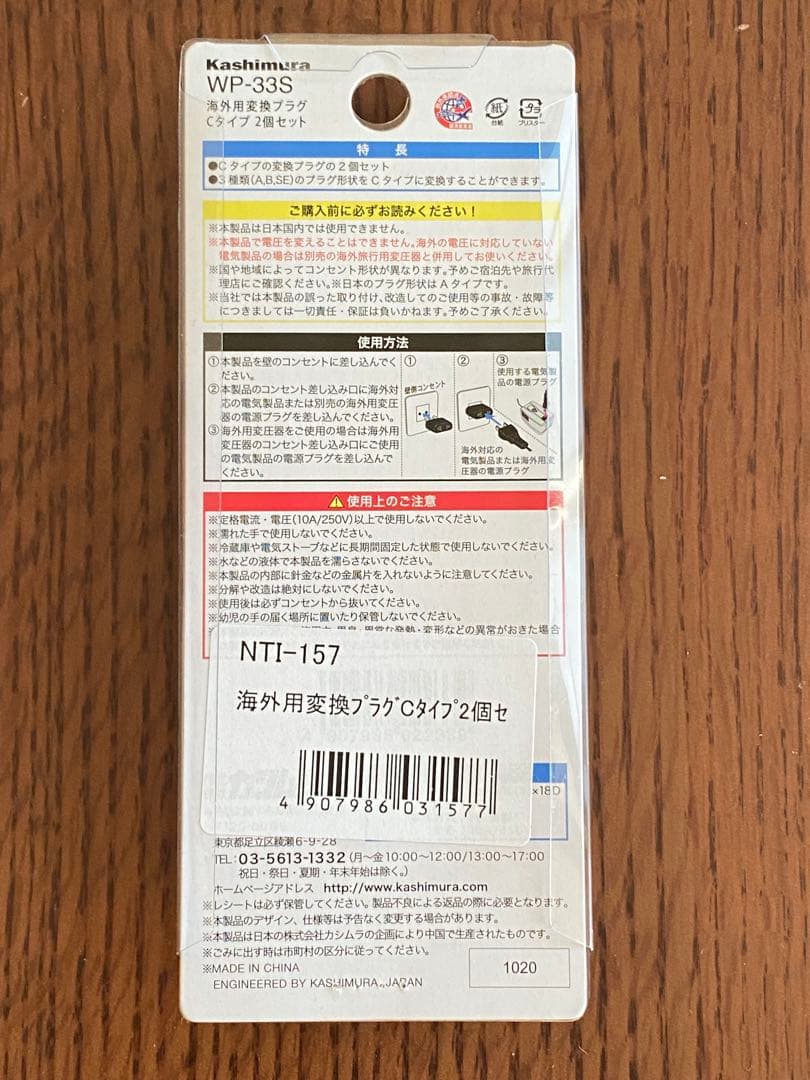 Kashimura
WP-33S
海外用変換プラグ
Cタイプ 2個セット
紙
台紙
プラ
ブリスター
特 長
●Cタイプの変換プラグの2個セット
●3種類(A,B,SE)のプラグ形状をCタイプに変換することができます。
ご購入前に必ずお読みください!
※本製品は日本国内では使用できません。
※本製品で電圧を変えることはできません。海外の電圧に対応していない
電気製品の場合は別売の海外旅行用変圧器と併用してお使いください。
※国や地域によってコンセント形状が異なります。予めご宿泊先や旅行代
理店にご確認ください。※日本のプラグ形状はAタイプです。
※当社では本製品の誤った取り付け、改造してのご使用等の事故・故障等
につきましては一切責任・保証は負いかねます。予めご了承ください。
使用方法
①本製品を壁のコンセントに差し込んでく
ださい。
②本製品のコンセント差し込み口に海外対
応の電気製品または別売の海外用変圧
器の電源プラグを差し込んでください。
③海外用変圧器をご使用の場合は海外用
変圧器のコンセント差し込み口にご使用
の電気製品の電源プラグを差し込んで
ください。
①
壁側コンセント
②
③
使用する電気製
品の電源プラグ
海外対応の
電気製品または海外用変
圧器の電源プラグ
使用上のご注意
※定格電流・電圧(10A/250V)以上で使用しないでください。
※濡れた手で使用しないでください。
※冷蔵庫や電気ストーブなどに長期間固定した状態で使用しないでください。
※水などの液体で本製品を濡らさないでください。
※本製品の内部に針金などの金属片を入れないように注意してください。
※分解や改造は絶対にしないでください。
※使用後は必ずコンセントから抜いてください。
※幼児の手の届く場所に置いたり保管しないでください。
異常な発熱・変形などの異常がおきた場合
NTI-157
海外用変換ﾌﾟﾗｸﾞCﾀｲﾌﾟ2個セ
4 907986 031577
×18D
東京都足立区綾瀬6-9-28
TEL: 03-5613-1332 (月~金10:00~12:00/13:00~17:00
祝日・祭日・夏期・年末年始は除く。)
ホームページアドレス http://www.kashimura.com
※レシートは必ず保管してください。製品不良による返品の際に必要となります。
※本製品のデザイン、仕様等は予告なく変更する場合があります。
※本製品は日本の株式会社カシムラの企画により中国で生産されたものです。
※ごみに出す時は市町村の区分に従ってください。
※MADE IN CHINA
ENGINEERED BY KASHIMURA.,JAPAN
1020